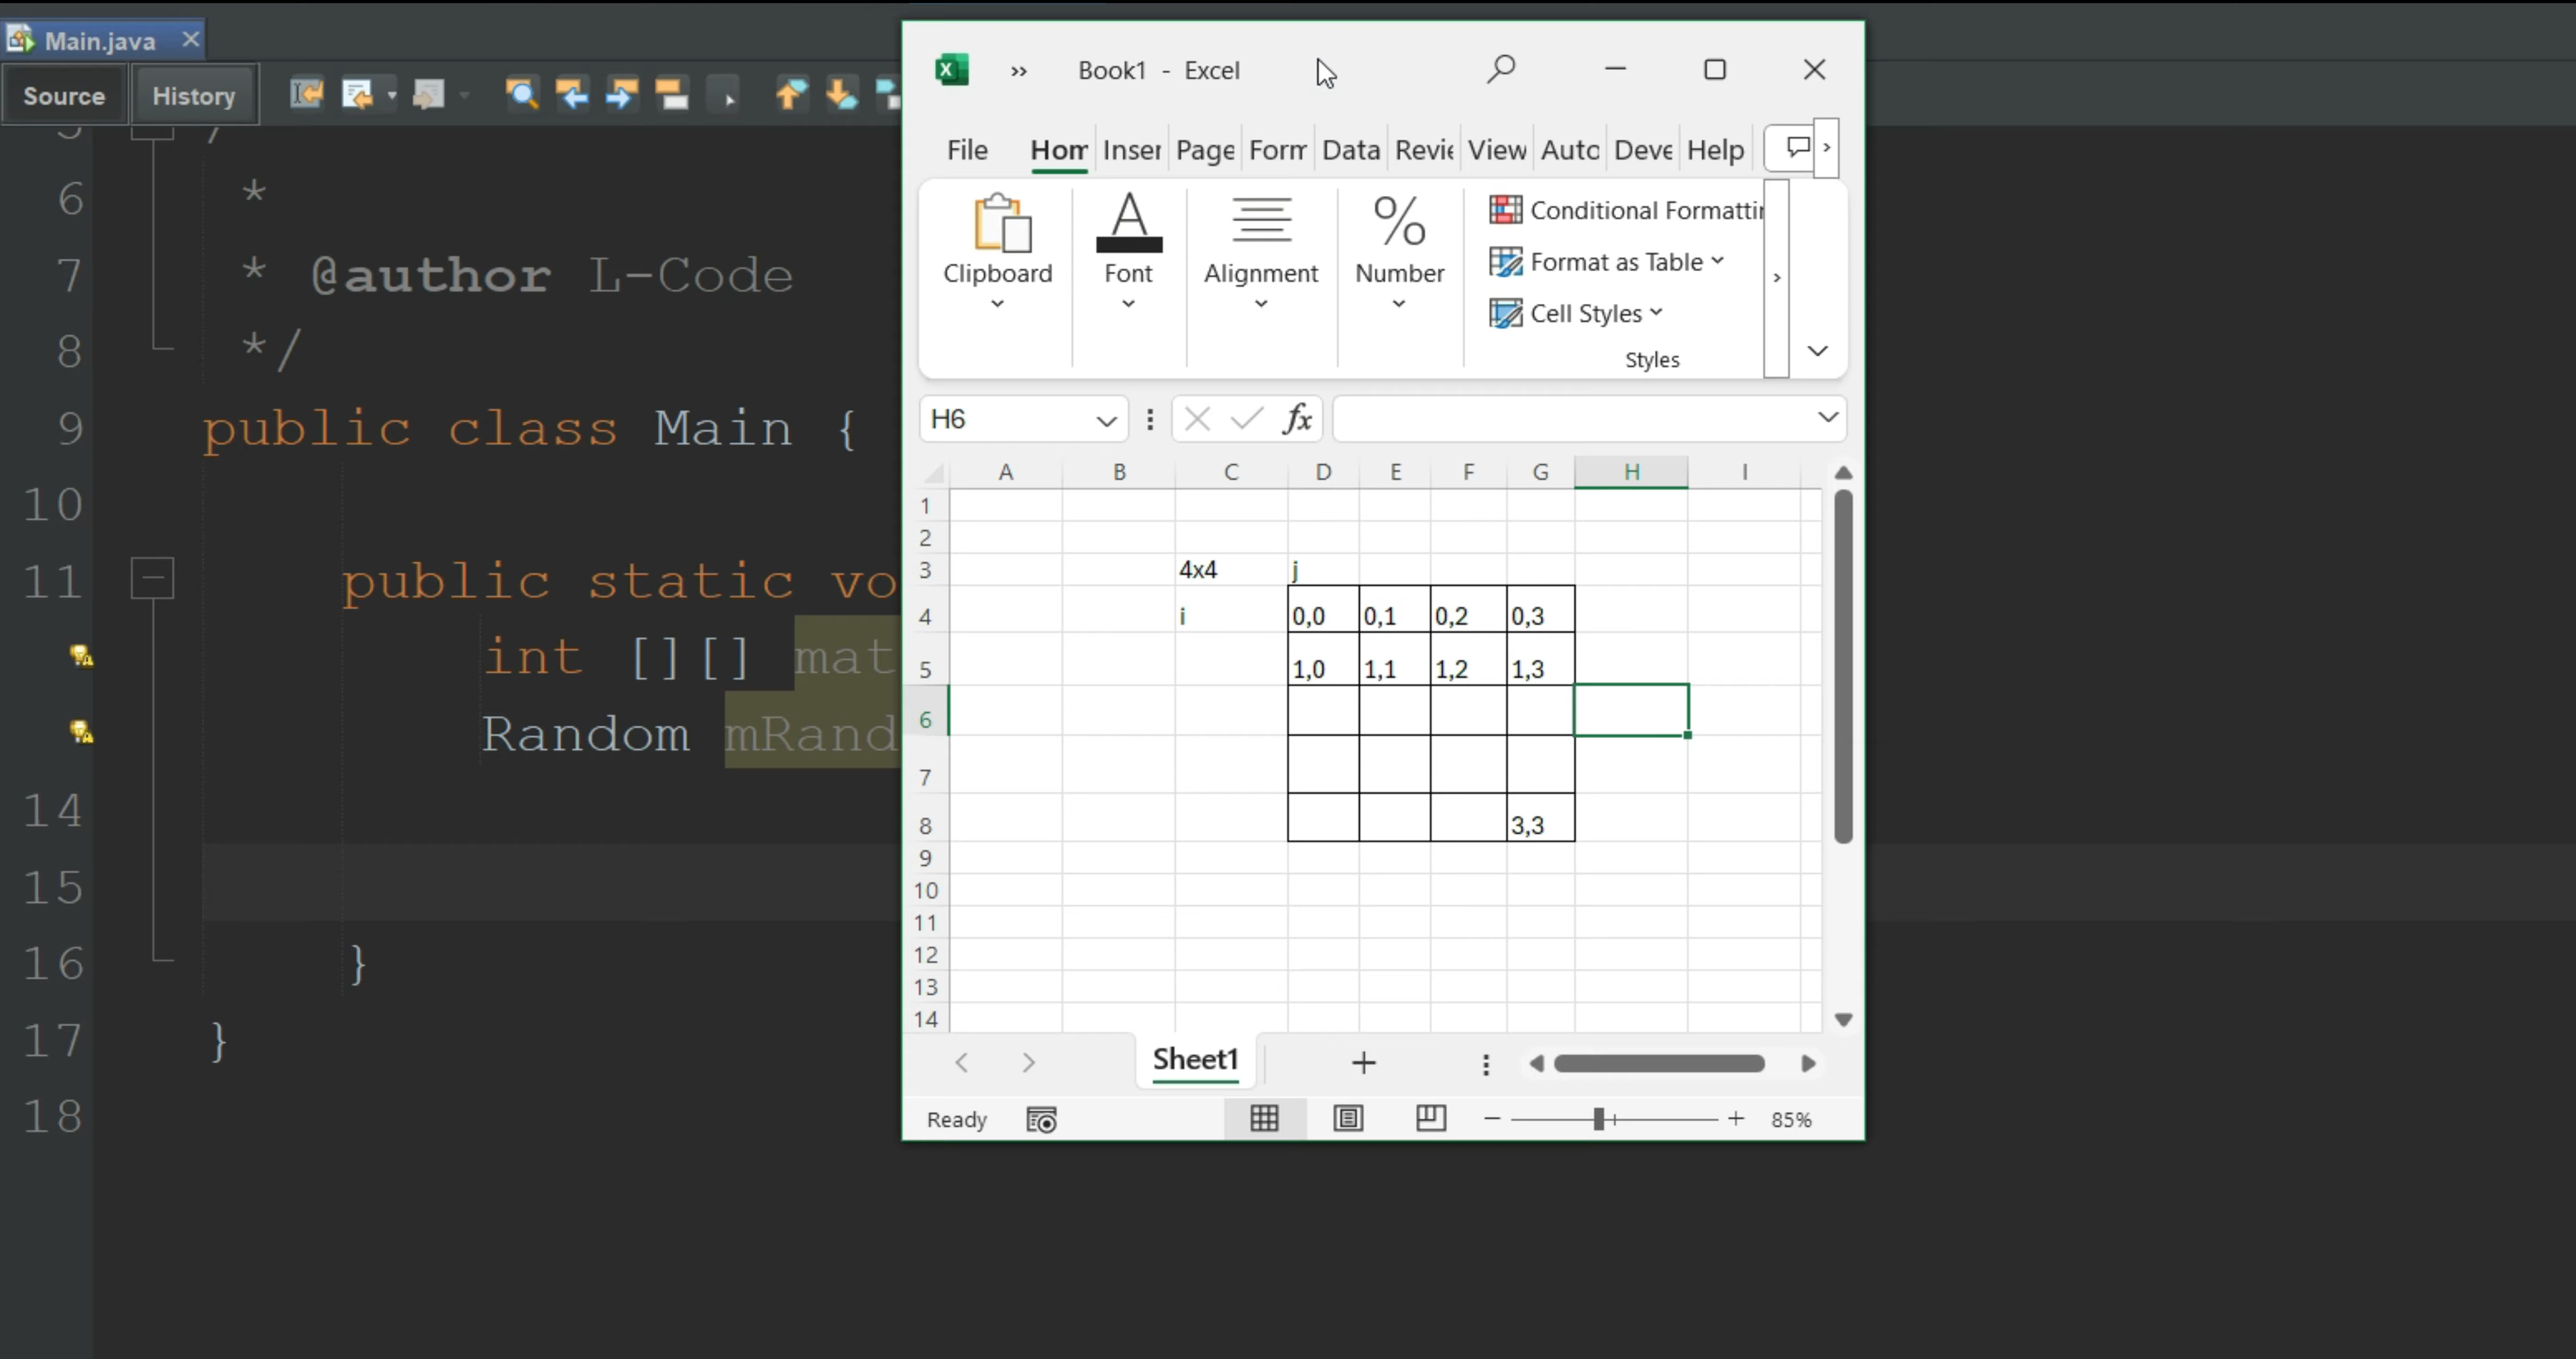 Main.java
Source History
6 *
7 * @author L-Code
8 */
9 public class Main {
10
11 public static vo
int [][] mat
Random mRand
14
15
16 }
17 }
18
Book1 - Excel
File Hom Inser Page Form Data Revie View Auto Deve Help
Clipboard Font Alignment Number
Conditional Formattin
Format as Table
Cell Styles
Styles
H6 fx
A B C D E F G H I
1
2
3 4x4 j
4 i 0,0 0,1 0,2 0,3
5 1,0 1,1 1,2 1,3
6
7
8 3,3
9
10
11
12
13
14
Sheet1
Ready 85%